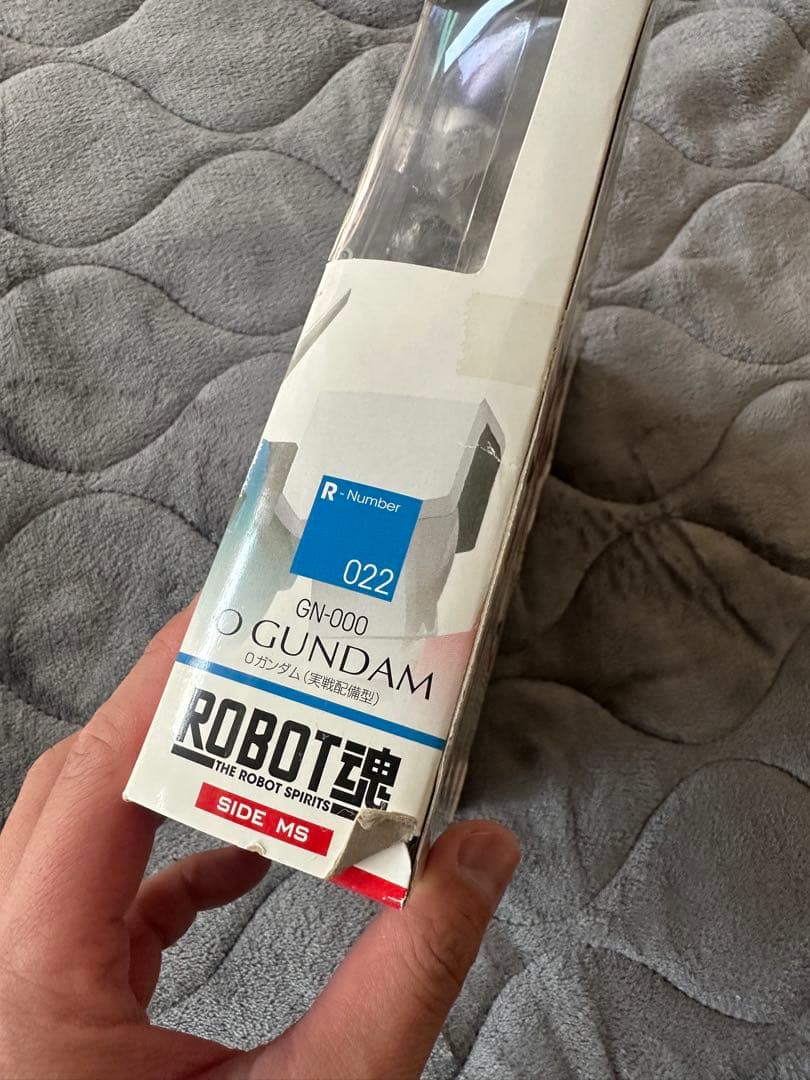 R-Number
022
GN-000
O GUNDAM
Oガンダム(実戦配備型)
ROBOT魂
THE ROBOT SPIRITS
SIDE MS